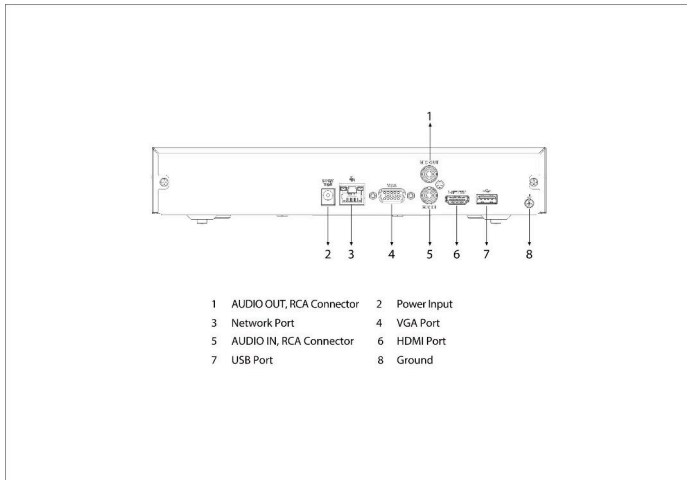 1
VGA
2 3 4 5 6 7 8
1 AUDIO OUT, RCA Connector 2 Power Input
3 Network Port 4 VGA Port
5 AUDIO IN, RCA Connector 6 HDMI Port
7 USB Port 8 Ground